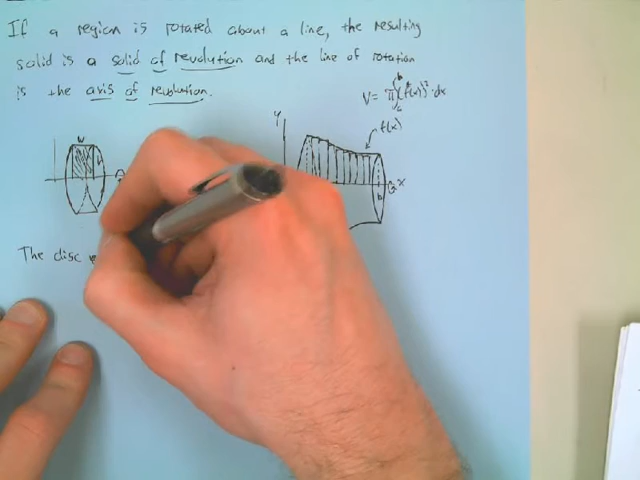 If a region is rotated about a line, the resulting
solid is a solid of revolution and the line of rotation
is the axis of revolution.
V = π∫(f(x))²·dx
y
f(x)
w
x
b
The disc